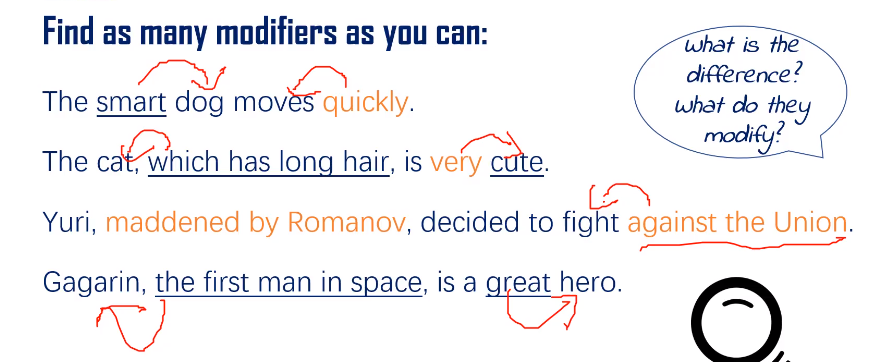 Find as many modifiers as you can:
The smart dog moves quickly.
The cat, which has long hair, is very cute.
Yuri, maddened by Romanov, decided to fight against the Union.
Gagarin, the first man in space, is a great hero.
What is the
difference?
What do they
modify?